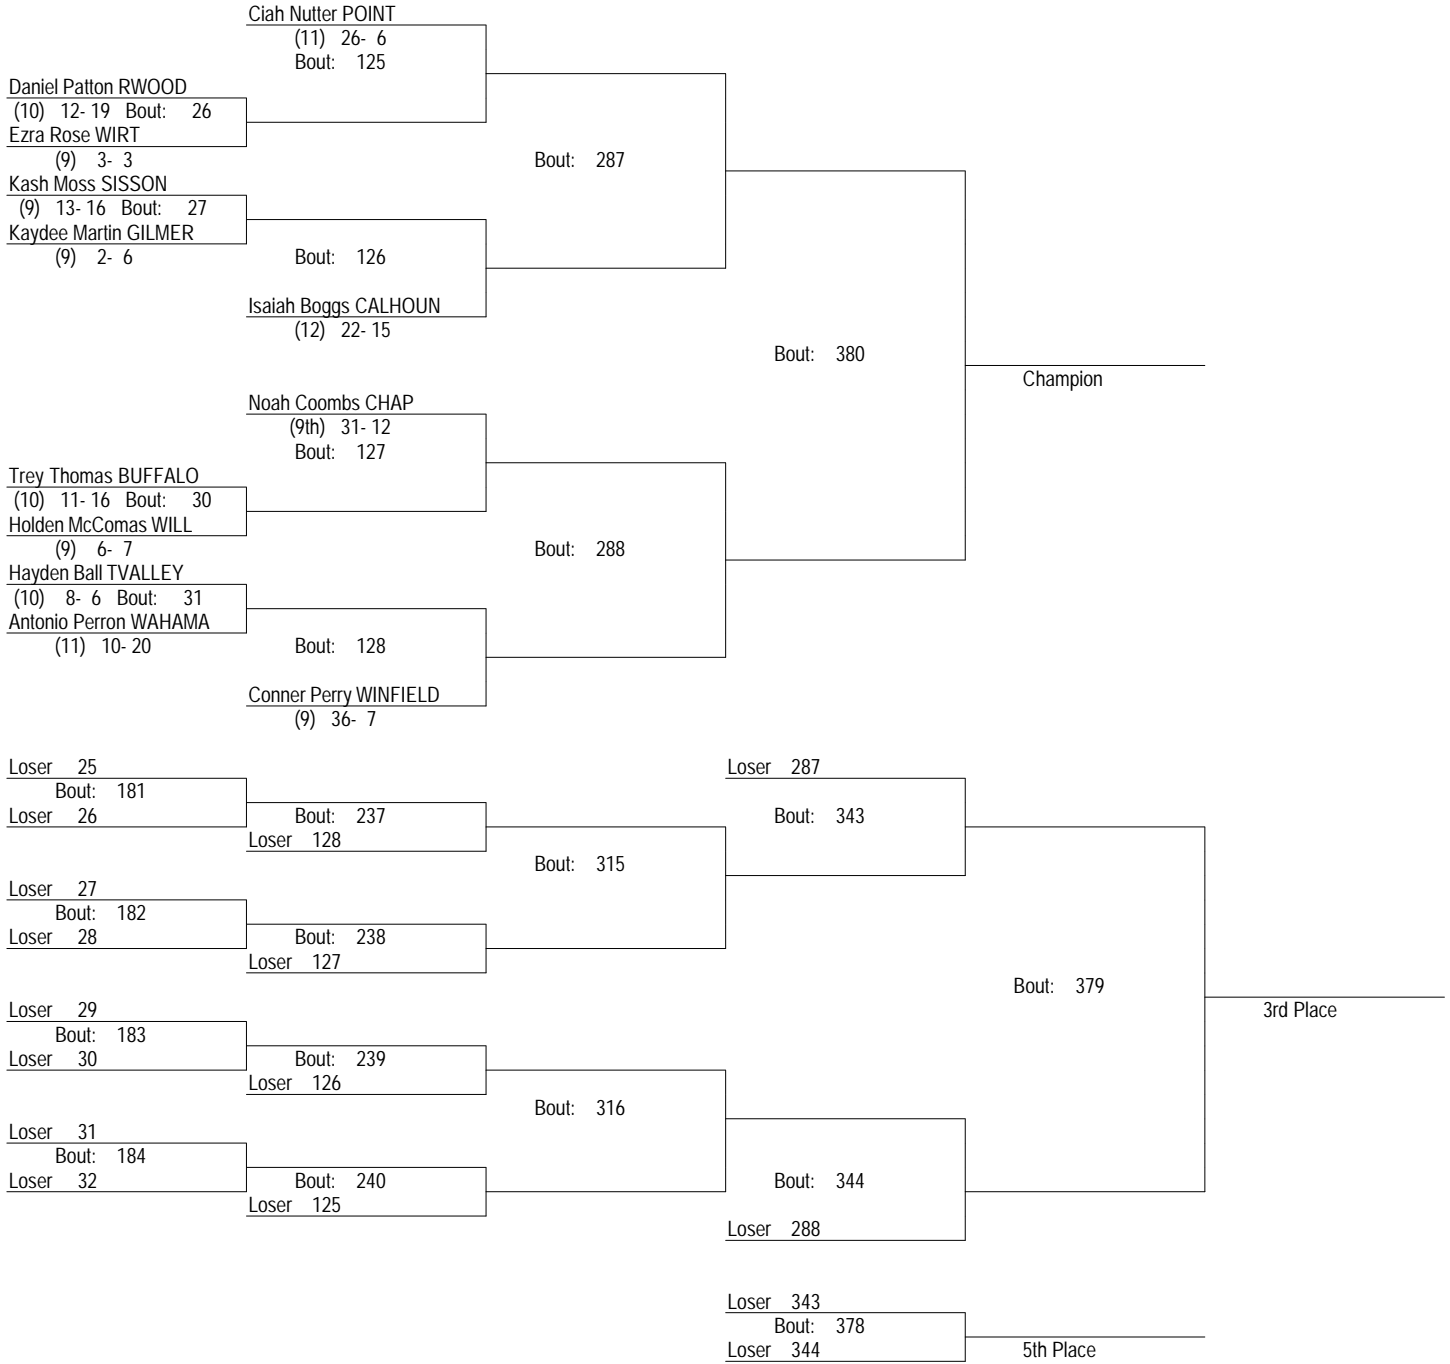 Ciah Nutter POINT
(11) 26- 6
Bout: 125
Daniel Patton RWOOD
(10) 12- 19 Bout: 26
Ezra Rose WIRT
(9) 3- 3
Bout: 287
Kash Moss SISSON
(9) 13- 16 Bout: 27
Kaydee Martin GILMER
(9) 2- 6
Bout: 126
Isaiah Boggs CALHOUN
(12) 22- 15
Bout: 380
Champion
Noah Coombs CHAP
(9th) 31- 12
Bout: 127
Trey Thomas BUFFALO
(10) 11- 16 Bout: 30
Holden McComas WILL
(9) 6- 7
Bout: 288
Hayden Ball TVALLEY
(10) 8- 6 Bout: 31
Antonio Perron WAHAMA
(11) 10- 20
Bout: 128
Conner Perry WINFIELD
(9) 36- 7
Loser 25
Bout: 181
Loser 26
Bout: 237
Loser 128
Bout: 315
Loser 287
Bout: 343
Loser 27
Bout: 182
Loser 28
Bout: 238
Loser 127
Bout: 379
3rd Place
Loser 29
Bout: 183
Loser 30
Bout: 239
Loser 126
Bout: 316
Loser 31
Bout: 184
Loser 32
Bout: 240
Loser 125
Bout: 344
Loser 288
Loser 343
Bout: 378
Loser 344
5th Place